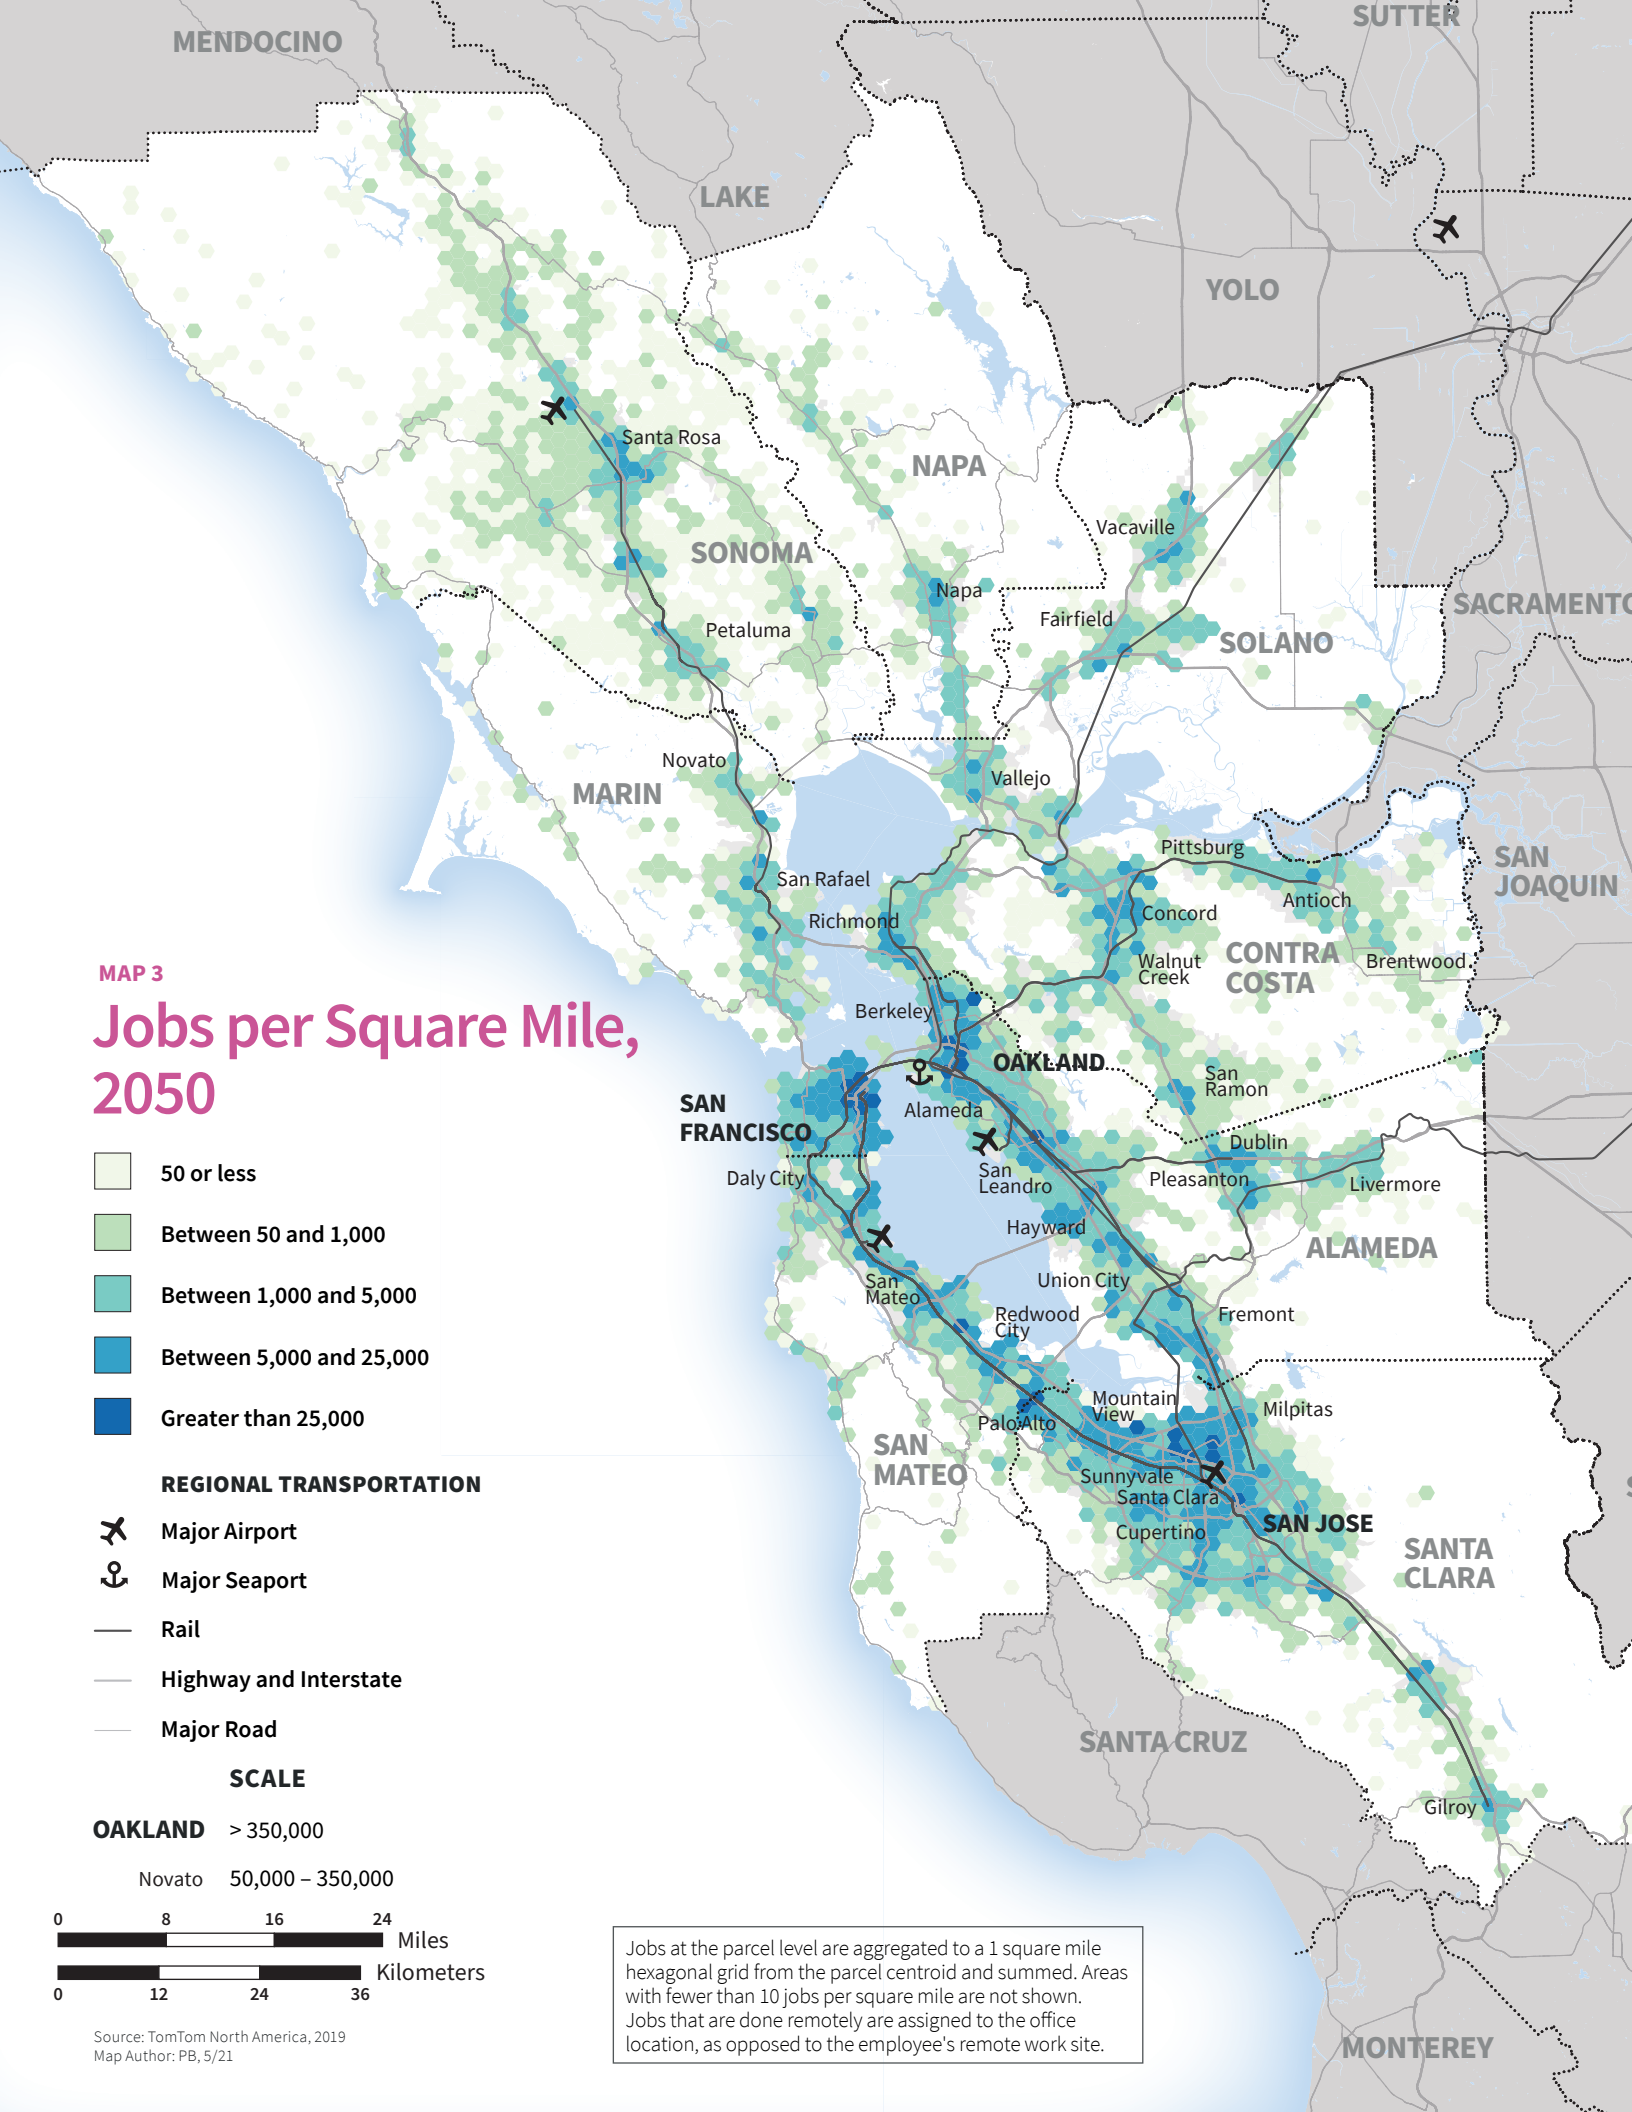 MENDOCINO
SUTTER
LAKE
YOLO
Santa Rosa
NAPA
Vacaville
SONOMA
Napa
SACRAMENTO
Fairfield
Petaluma
SOLANO
Novato
Vallejo
MARIN
Pittsburg
SAN
JOAQUIN
San Rafael
Antioch
Richmond
Concord
CONTRA
COSTA
Walnut
Creek
Brentwood
MAP 3
Jobs per Square Mile,
2050
Berkeley
OAKLAND
San
Ramon
SAN
FRANCISCO
Alameda
Dublin
Daly City
San
Leandro
Pleasanton
Livermore
Hayward
ALAMEDA
Union City
San
Mateo
Redwood
City
Fremont
Mountain
View
Milpitas
Palo Alto
SAN
MATEO
Sunnyvale
Santa Clara
SAN JOSE
Cupertino
SANTA
CLARA
SANTA CRUZ
Gilroy
MONTEREY
50 or less
Between 50 and 1,000
Between 1,000 and 5,000
Between 5,000 and 25,000
Greater than 25,000
REGIONAL TRANSPORTATION
Major Airport
Major Seaport
Rail
Highway and Interstate
Major Road
SCALE
OAKLAND > 350,000
Novato 50,000 – 350,000
0 8 16 24
Miles
Kilometers
0 12 24 36
Source: TomTom North America, 2019
Map Author: PB, 5/21
Jobs at the parcel level are aggregated to a 1 square mile
hexagonal grid from the parcel centroid and summed. Areas
with fewer than 10 jobs per square mile are not shown.
Jobs that are done remotely are assigned to the office
location, as opposed to the employee's remote work site.